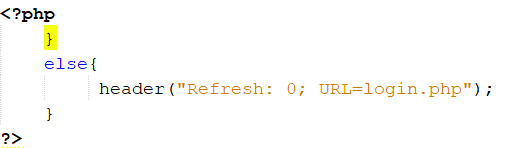 <?php
}
else{
header("Refresh: 0; URL=login.php");
}
?>